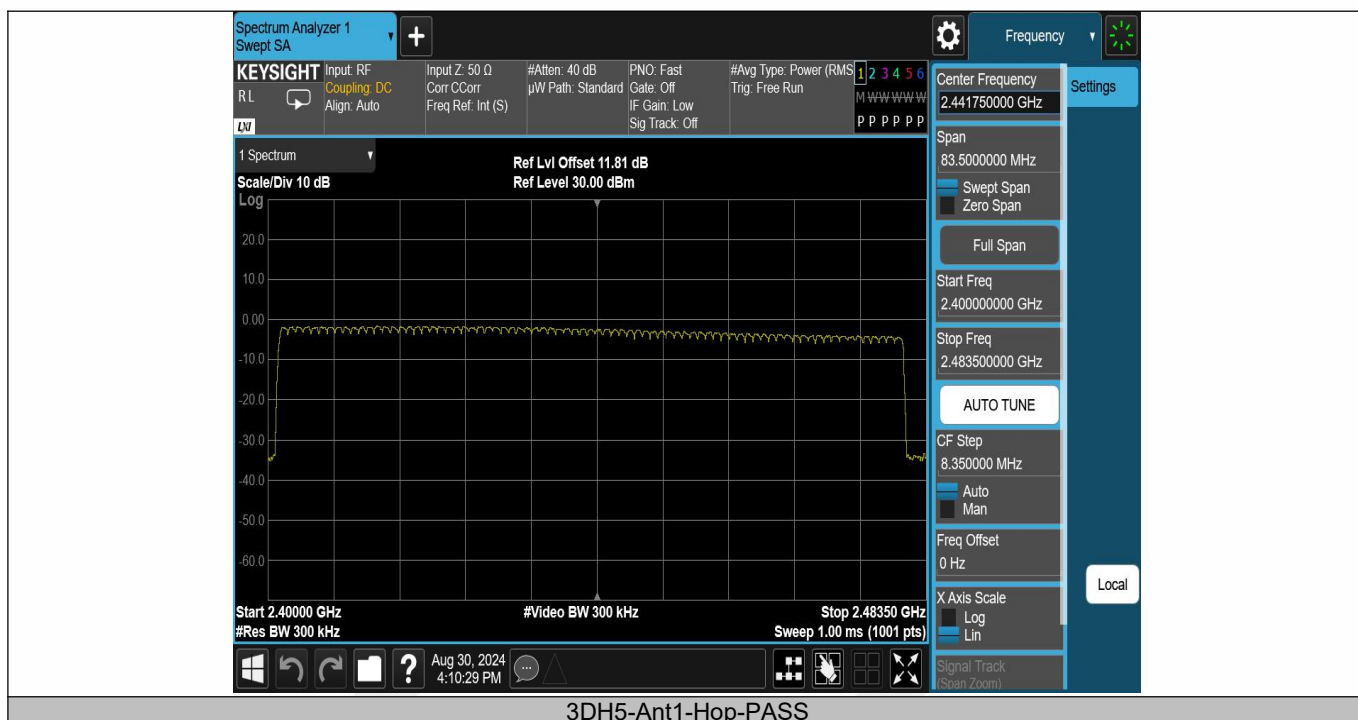 Spectrum Analyzer 1
Swept SA
Frequency
KEYSIGHT
R L
LXI
Input: RF
Coupling: DC
Align: Auto
Input Z: 50 Ω
Corr CCorr
Freq Ref: Int (S)
#Atten: 40 dB
µW Path: Standard
PNO: Fast
Gate: Off
IF Gain: Low
Sig Track: Off
#Avg Type: Power (RMS
Trig: Free Run
1 2 3 4 5 6
M W W W W W
P P P P P P
1 Spectrum
Scale/Div 10 dB
Log
Ref Lvl Offset 11.81 dB
Ref Level 30.00 dBm
20.0
10.0
0.00
-10.0
-20.0
-30.0
-40.0
-50.0
-60.0
Start 2.40000 GHz
#Res BW 300 kHz
#Video BW 300 kHz
Stop 2.48350 GHz
Sweep 1.00 ms (1001 pts)
Aug 30, 2024
4:10:29 PM
Center Frequency
2.441750000 GHz
Settings
Span
83.5000000 MHz
Swept Span
Zero Span
Full Span
Start Freq
2.400000000 GHz
Stop Freq
2.483500000 GHz
AUTO TUNE
CF Step
8.350000 MHz
Auto
Man
Freq Offset
0 Hz
Local
X Axis Scale
Log
Lin
Signal Track
(Span Zoom)
3DH5-Ant1-Hop-PASS